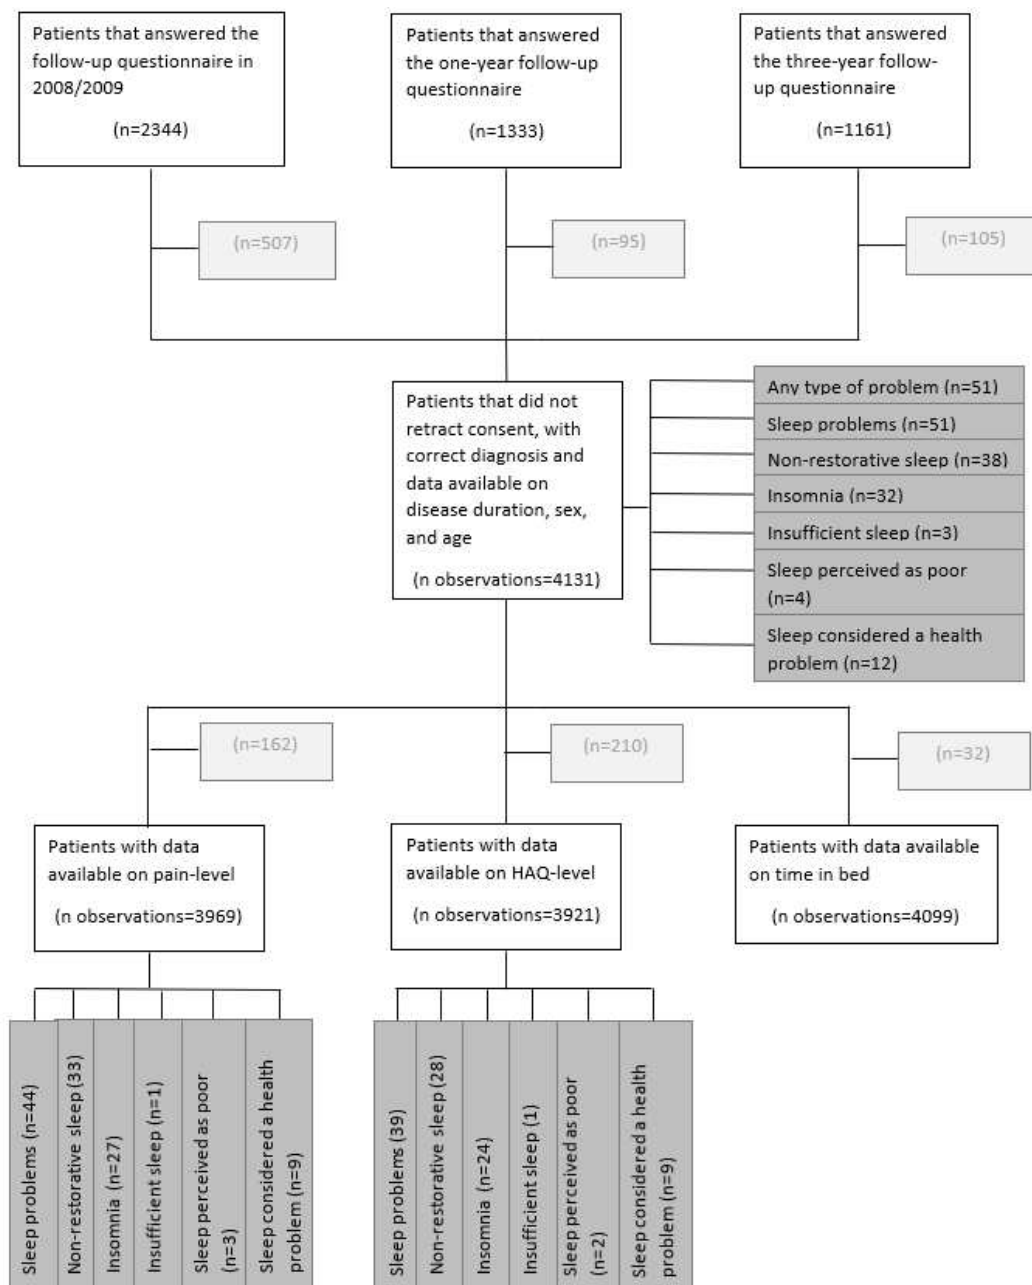 Patients that answered the
follow-up questionnaire in
2008/2009
(n=2344)
Patients that answered
the one-year follow-up
questionnaire
(n=1333)
Patients that answered
the three-year follow-
up questionnaire
(n=1161)
(n=507)
(n=95)
(n=105)
Patients that did not
retract consent, with
correct diagnosis and
data available on
disease duration, sex,
and age
(n observations=4131)
Any type of problem (n=51)
Sleep problems (n=51)
Non-restorative sleep (n=38)
Insomnia (n=32)
Insufficient sleep (n=3)
Sleep perceived as poor
(n=4)
Sleep considered a health
problem (n=12)
(n=162)
(n=210)
(n=32)
Patients with data
available on pain-level
(n observations=3969)
Patients with data
available on HAQ-level
(n observations=3921)
Patients with data available
on time in bed
(n observations=4099)
Sleep problems (n=44)
Non-restorative sleep (33)
Insomnia (n=27)
Insufficient sleep (n=1)
Sleep perceived as poor
(n=3)
Sleep considered a health
problem (n=9)
Sleep problems (39)
Non-restorative sleep (28)
Insomnia (n=24)
Insufficient sleep (1)
Sleep perceived as poor
(n=2)
Sleep considered a health
problem (n=9)